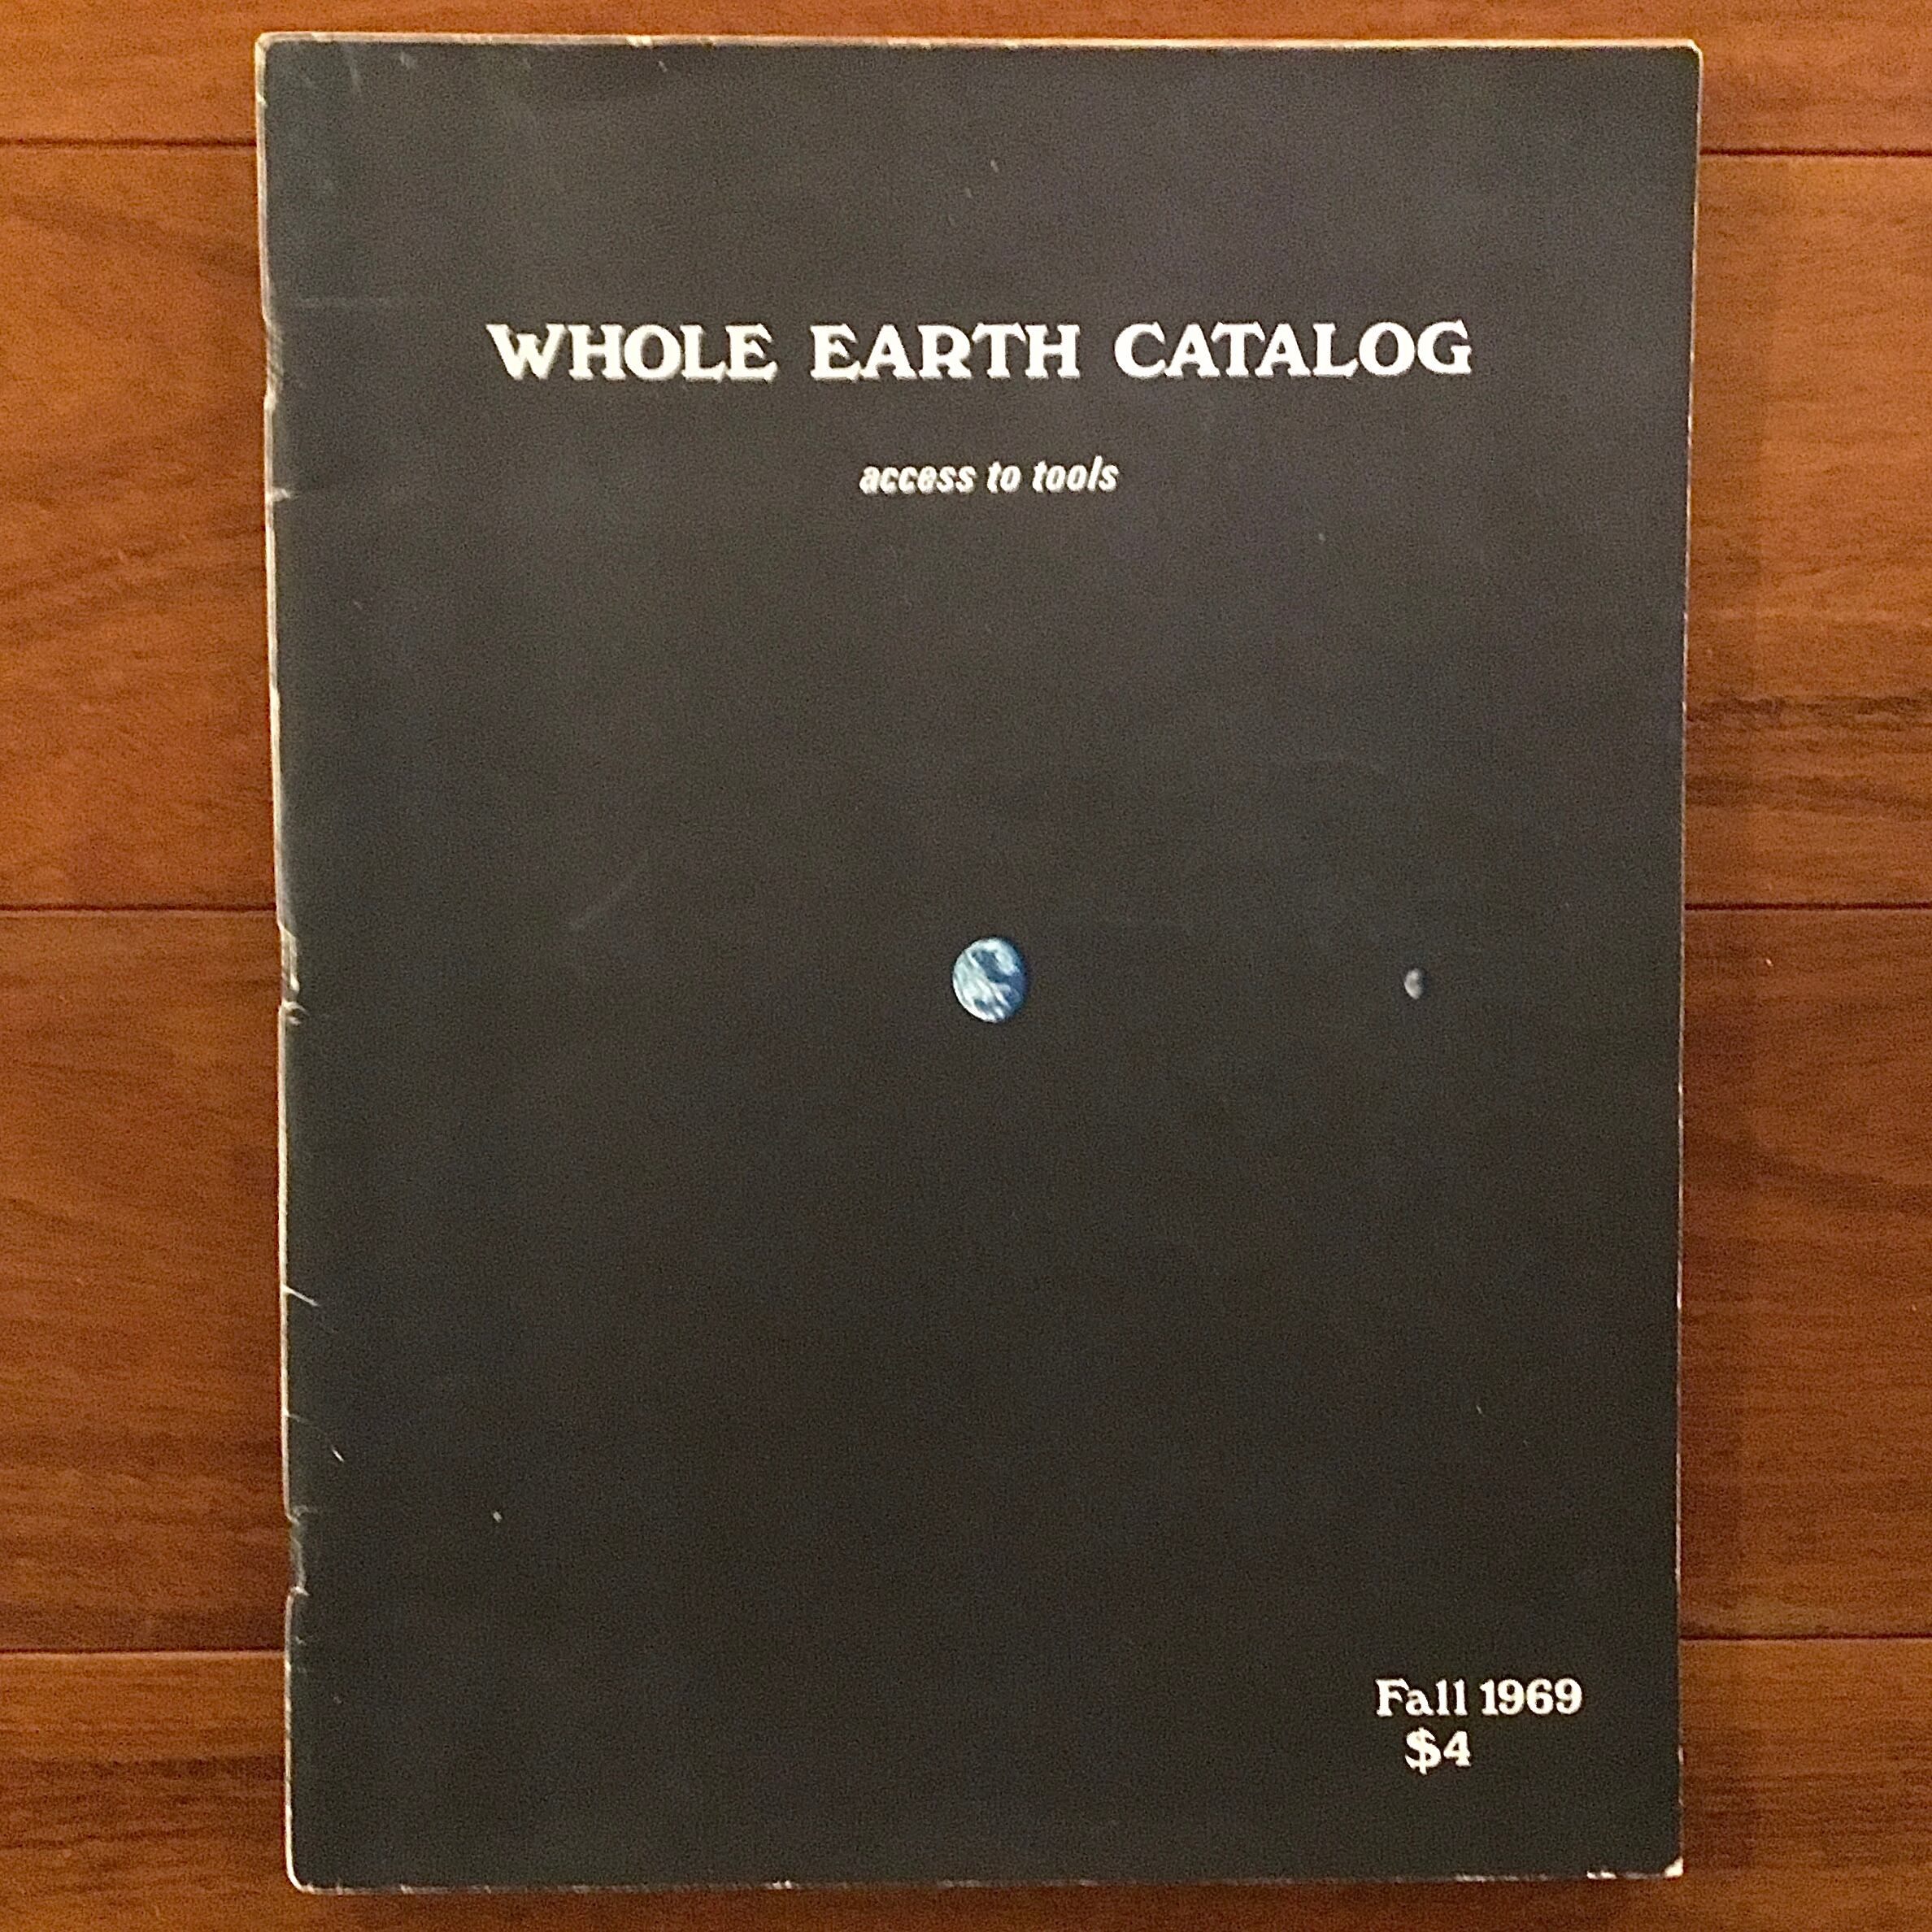 WHOLE EARTH CATALOG
access to tools
Fall 1969
$4